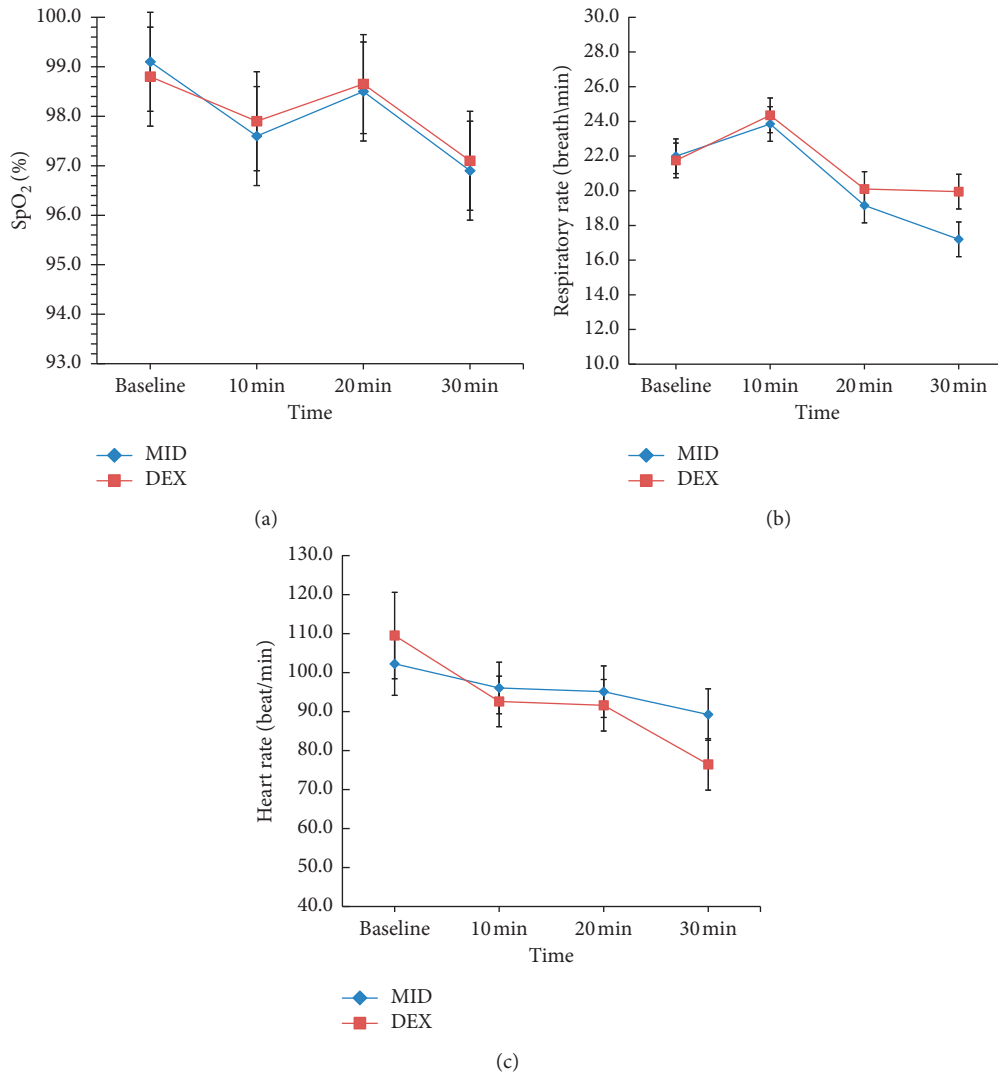 100.0
99.0
98.0
97.0
96.0
95.0
94.0
93.0
SpO2 (%)
Baseline 10 min 20 min 30 min
Time
MID
DEX
(a)
30.0
28.0
26.0
24.0
22.0
20.0
18.0
16.0
14.0
12.0
10.0
Respiratory rate (breath\min)
Baseline 10 min 20 min 30 min
Time
MID
DEX
(b)
130.0
120.0
110.0
100.0
90.0
80.0
70.0
60.0
50.0
40.0
Heart rate (beat/min)
Baseline 10 min 20 min 30 min
Time
MID
DEX
(c)